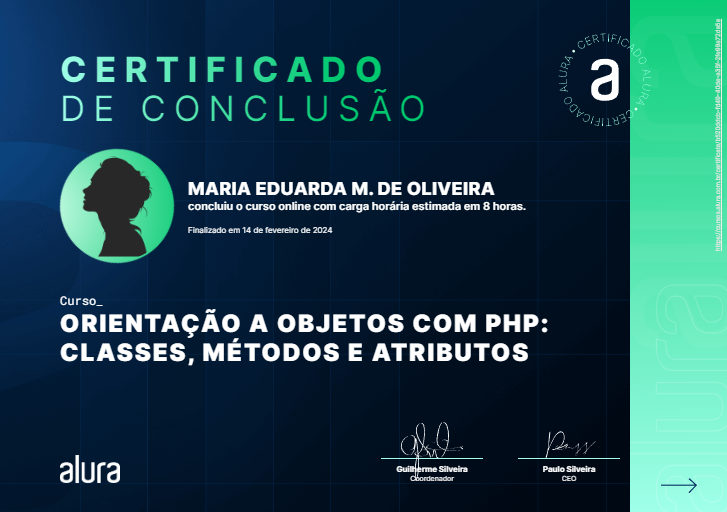 CERTIFICADO
DE CONCLUSÃO
CERTIFICADO ALURA • CERTIFICADO ALURA •
a
MARIA EDUARDA M. DE OLIVEIRA
concluiu o curso online com carga horária estimada em 8 horas.
Finalizado em 14 de fevereiro de 2024
Curso_
ORIENTAÇÃO A OBJETOS COM PHP:
CLASSES, MÉTODOS E ATRIBUTOS
Guilherme Silveira
Coordenador
Paulo Silveira
CEO
alura
alura